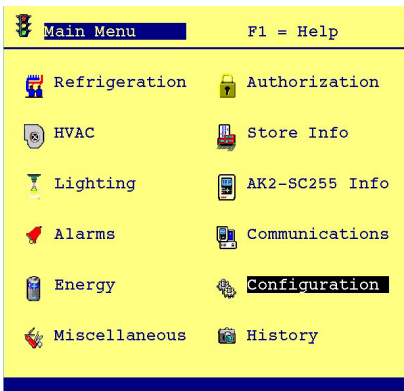 Main Menu F1 = Help
Refrigeration Authorization
HVAC Store Info
Lighting AK2-SC255 Info
Alarms Communications
Energy Configuration
Miscellaneous History